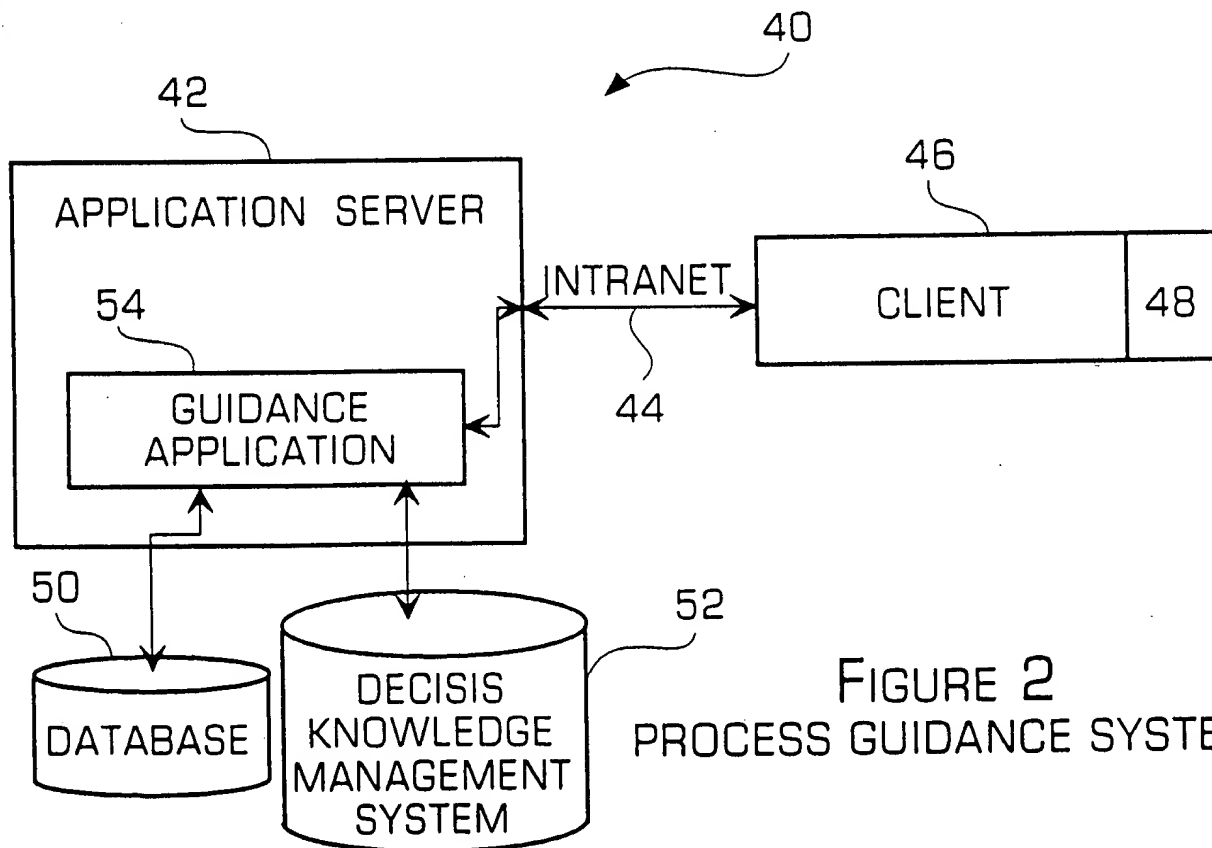 40
42
46
APPLICATION SERVER
INTRANET
CLIENT
48
54
44
GUIDANCE
APPLICATION
50
52
DATABASE
DECISIS
KNOWLEDGE
MANAGEMENT
SYSTEM
FIGURE 2
PROCESS GUIDANCE SYSTE